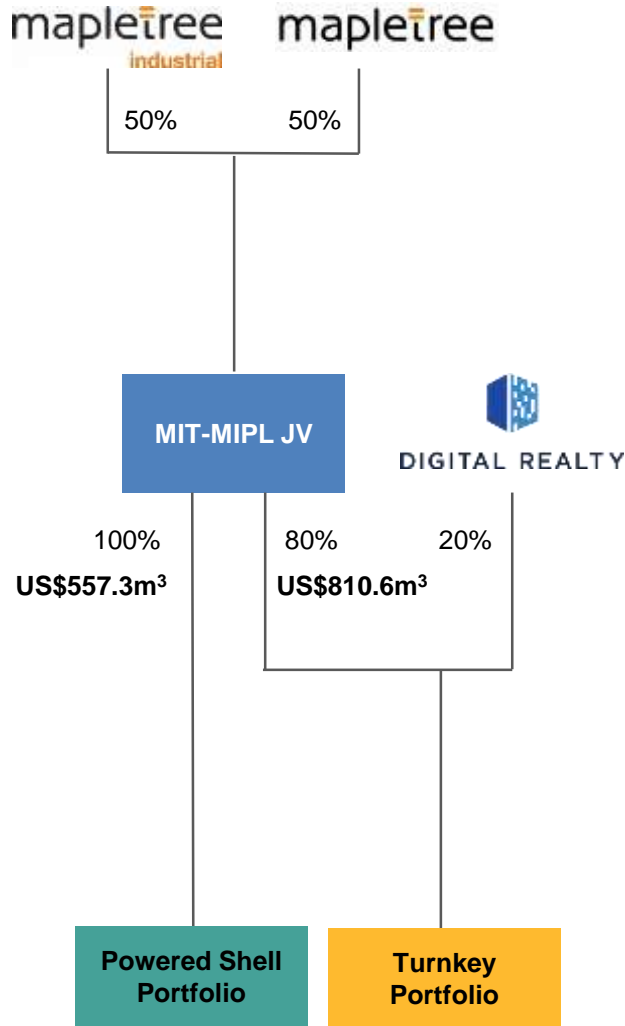 mapletree mapletree
industrial
50% 50%
MIT-MIPL JV
DIGITAL REALTY
100% 80% 20%
US$557.3m³ US$810.6m³
Powered Shell
Portfolio
Turnkey
Portfolio